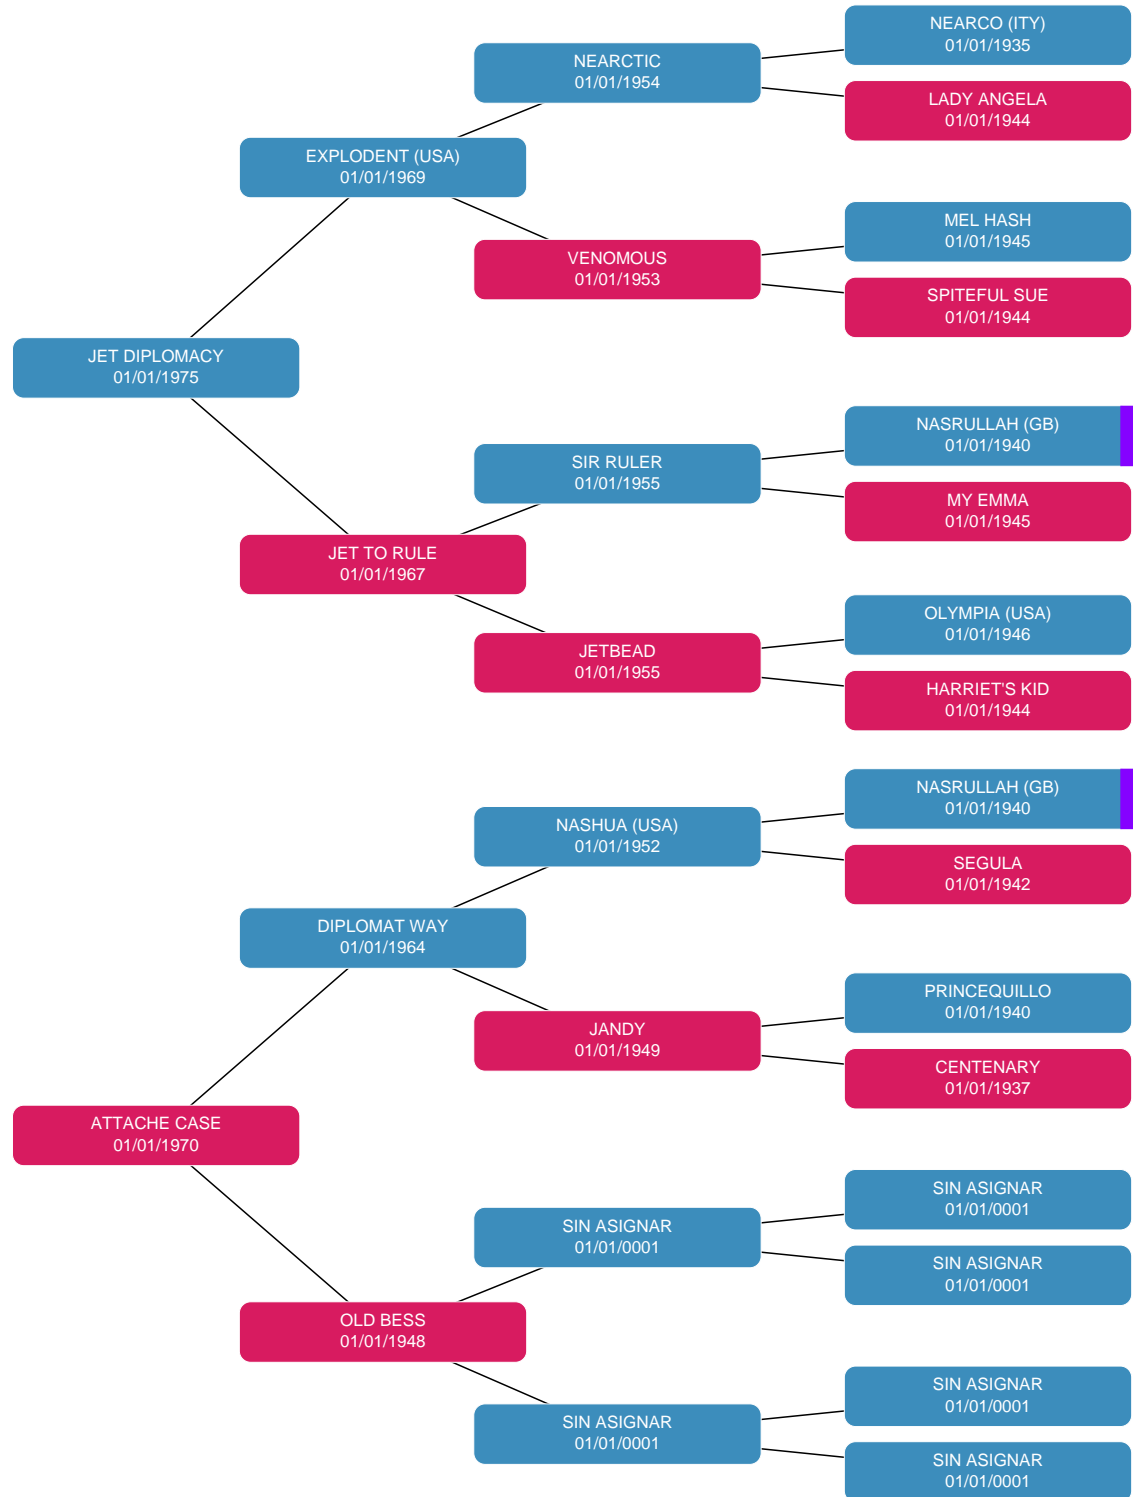 NEARCO (ITY)
01/01/1935
NEARCTIC
01/01/1954
LADY ANGELA
01/01/1944
EXPLODENT (USA)
01/01/1969
MEL HASH
01/01/1945
VENOMOUS
01/01/1953
SPITEFUL SUE
01/01/1944
JET DIPLOMACY
01/01/1975
NASRULLAH (GB)
01/01/1940
SIR RULER
01/01/1955
MY EMMA
01/01/1945
JET TO RULE
01/01/1967
OLYMPIA (USA)
01/01/1946
JETBEAD
01/01/1955
HARRIET'S KID
01/01/1944
NASRULLAH (GB)
01/01/1940
NASHUA (USA)
01/01/1952
SEGULA
01/01/1942
DIPLOMAT WAY
01/01/1964
PRINCEQUILLO
01/01/1940
JANDY
01/01/1949
CENTENARY
01/01/1937
ATTACHE CASE
01/01/1970
SIN ASIGNAR
01/01/0001
SIN ASIGNAR
01/01/0001
SIN ASIGNAR
01/01/0001
OLD BESS
01/01/1948
SIN ASIGNAR
01/01/0001
SIN ASIGNAR
01/01/0001
SIN ASIGNAR
01/01/0001